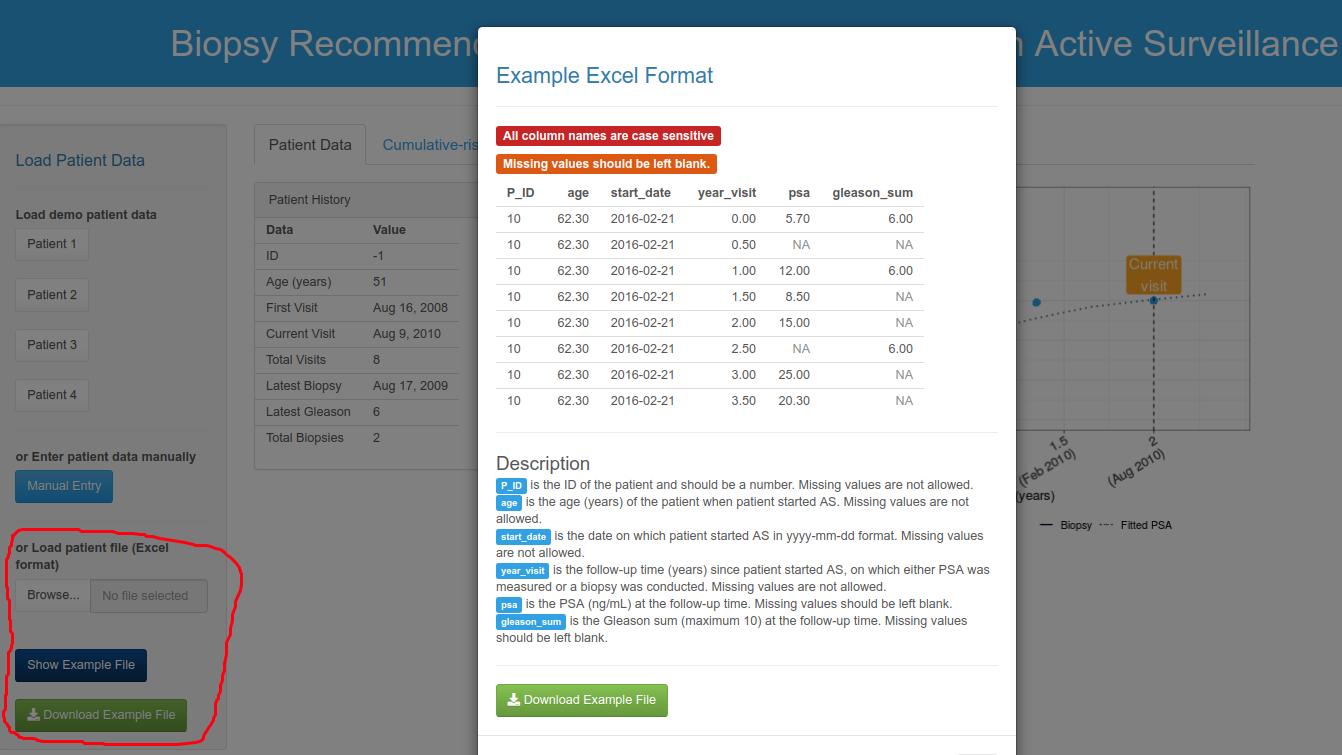 Biopsy Recommen
n Active Surveillance
Load Patient Data
Load demo patient data
Patient 1
Patient 2
Patient 3
Patient 4
or Enter patient data manually
Manual Entry
or Load patient file (Excel
format)
Browse... No file selected
Show Example File
Download Example File
Patient Data Cumulative-ris
Patient History
Data Value
ID -1
Age (years) 51
First Visit Aug 16, 2008
Current Visit Aug 9, 2010
Total Visits 8
Latest Biopsy Aug 17, 2009
Latest Gleason 6
Total Biopsies 2
Example Excel Format
All column names are case sensitive
Missing values should be left blank.
P_ID age start_date year_visit psa gleason_sum
10 62.30 2016-02-21 0.00 5.70 6.00
10 62.30 2016-02-21 0.50 NA NA
10 62.30 2016-02-21 1.00 12.00 6.00
10 62.30 2016-02-21 1.50 8.50 NA
10 62.30 2016-02-21 2.00 15.00 NA
10 62.30 2016-02-21 2.50 NA 6.00
10 62.30 2016-02-21 3.00 25.00 NA
10 62.30 2016-02-21 3.50 20.30 NA
Description
P_ID is the ID of the patient and should be a number. Missing values are not allowed.
age is the age (years) of the patient when patient started AS. Missing values are not
allowed.
start_date is the date on which patient started AS in yyyy-mm-dd format. Missing values
are not allowed.
year_visit is the follow-up time (years) since patient started AS, on which either PSA was
measured or a biopsy was conducted. Missing values are not allowed.
psa is the PSA (ng/mL) at the follow-up time. Missing values should be left blank.
gleason_sum is the Gleason sum (maximum 10) at the follow-up time. Missing values
should be left blank.
Download Example File
Current
visit
1.5
(Feb 2010)
2
(Aug 2010)
(years)
Biopsy Fitted PSA